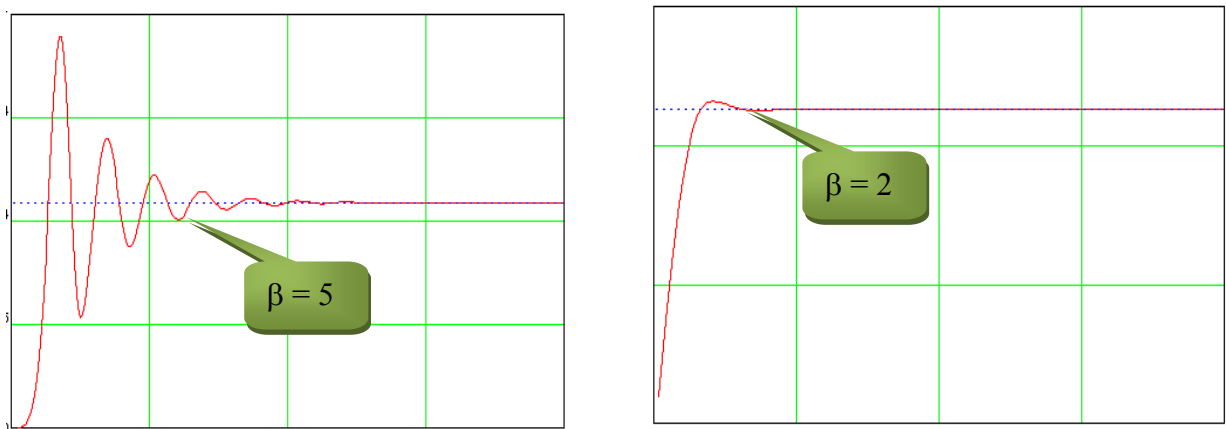 β = 5
β = 2